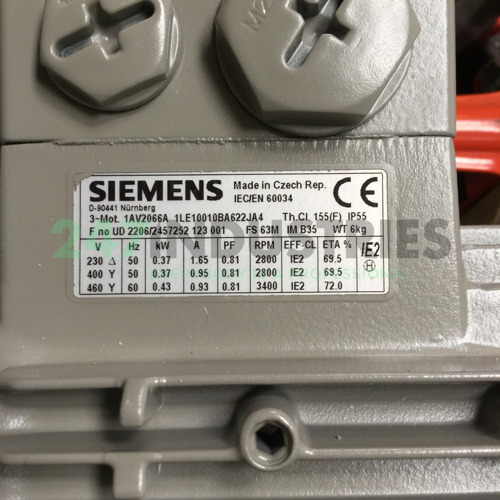 M2
SIEMENS Made in Czech Rep. CE
D-90441 Nürnberg IEC/EN 60034
3~Mot. 1AV2066A 1LE10010BA622JA4 Th.Cl. 155(F) IP55
F no UD 2206/2457252 123 001 FS 63M IM B35 WT 6kg
V Hz kW A PF RPM EFF-CL ETA % IE2
230 Δ 50 0.37 1.65 0.81 2800 IE2 69.5 H
400 Y 50 0.37 0.95 0.81 2800 IE2 69.5
460 Y 60 0.43 0.93 0.81 3400 IE2 72.0
24INDUSTRIES